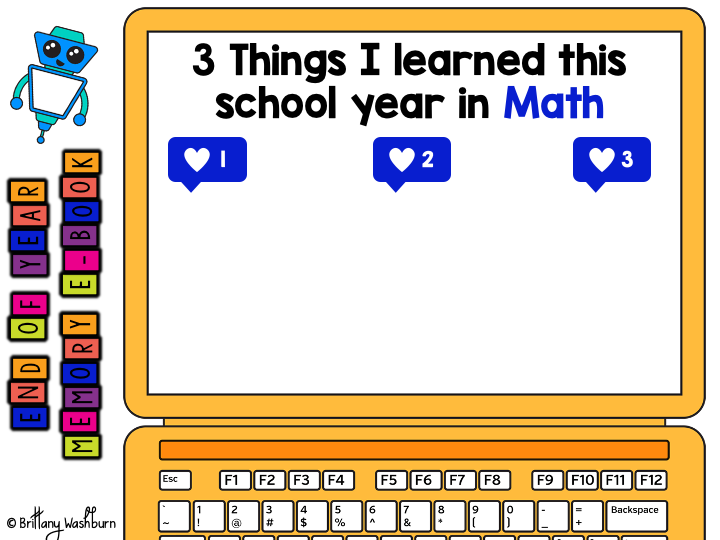 3 Things I learned this
school year in Math
1
2
3
END OF YEAR
MEMORY E-BOOK
Esc F1 F2 F3 F4 F5 F6 F7 F8 F9 F10 F11 F12
` 1 2 3 4 5 6 7 8 9 0 - = Backspace
~ ! @ # $ % ^ & * ( ) _ +
© Brittany Washburn